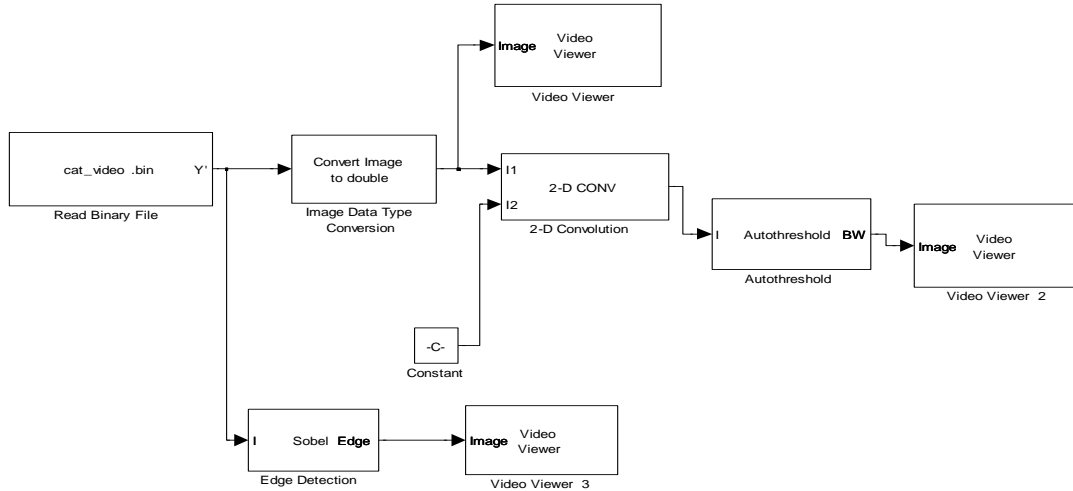 Image
Video
Viewer
Video Viewer
cat_video .bin
Y'
Read Binary File
Convert Image
to double
Image Data Type
Conversion
I1
I2
2-D CONV
2-D Convolution
I
Autothreshold
BW
Autothreshold
Image
Video
Viewer
Video Viewer 2
-C-
Constant
I
Sobel
Edge
Edge Detection
Image
Video
Viewer
Video Viewer 3